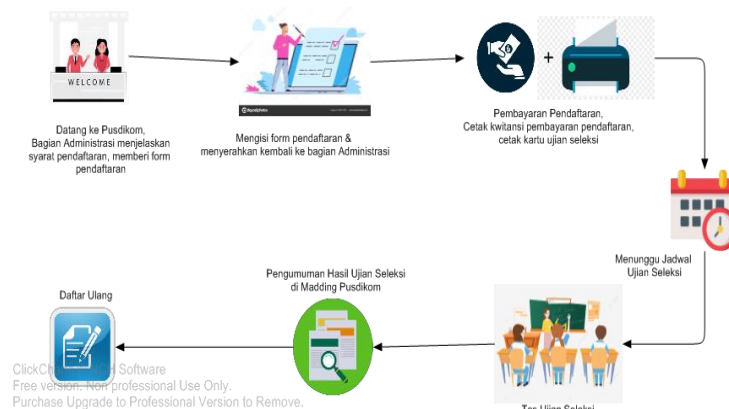 WELCOME
Datang ke Pusdikom,
Bagian Administrasi menjelaskan
syarat pendaftaran, memberi form
pendaftaran
Mengisi form pendaftaran &
menyerahkan kembali ke bagian Administrasi
+
Pembayaran Pendaftaran,
Cetak kwitansi pembayaran pendaftaran,
cetak kartu ujian seleksi
Menunggu Jadwal
Ujian Seleksi
Tes Ujian Seleksi
Pengumuman Hasil Ujian Seleksi
di Madding Pusdikom
Daftar Ulang
Software
Free version. Non professional Use Only.
Purchase Upgrade to Professional Version to Remove.